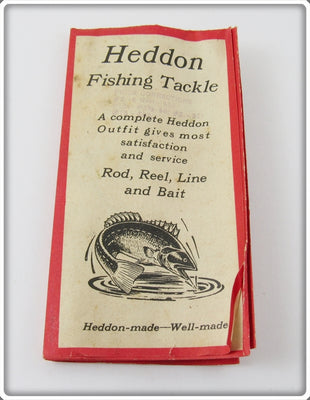 Heddon
Fishing Tackle
A complete Heddon
Outfit gives most
satisfaction
and service
Rod, Reel, Line
and Bait
Heddon-made—Well-made